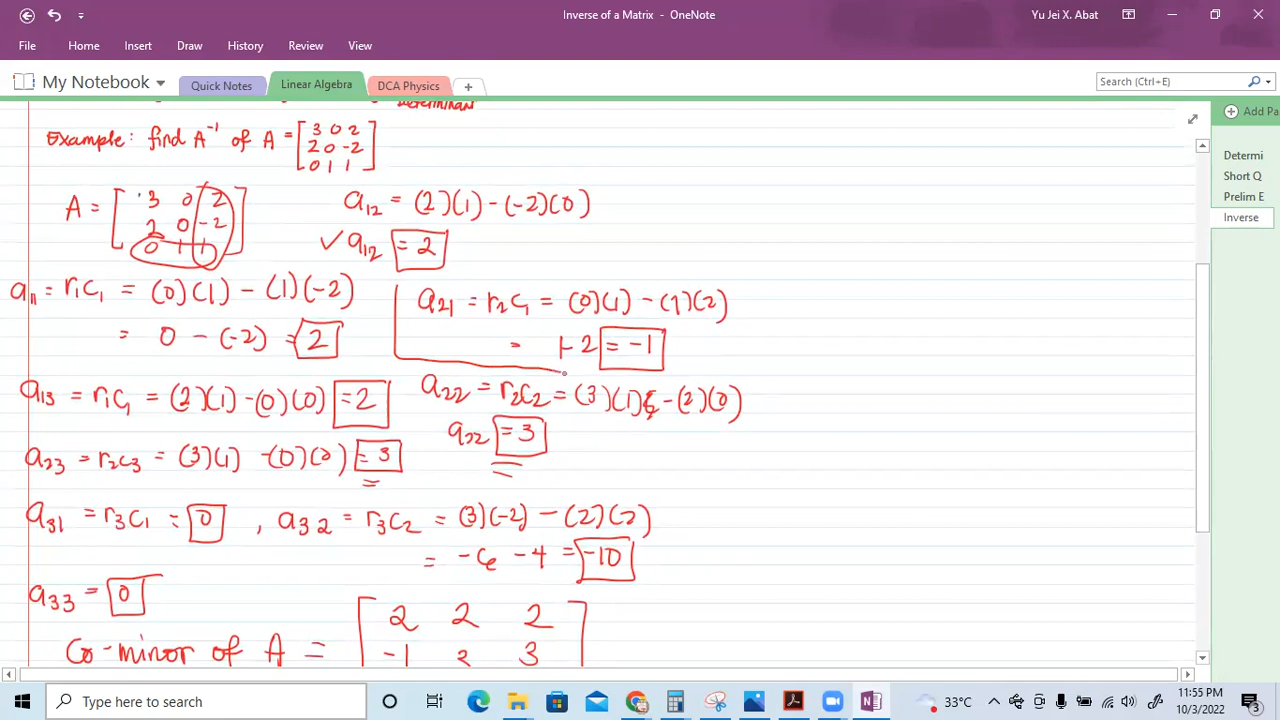 Inverse of a Matrix - OneNote
Yu Jei X. Abat
File Home Insert Draw History Review View
My Notebook Quick Notes Linear Algebra DCA Physics + Search (Ctrl+E)
Determinant
Add Pa
Determi
Short Q
Prelim E
Inverse
Example: find A⁻¹ of A = [3 0 2
2 0 -2
0 1 1]
A = [3 0 2
2 0 -2
0 1 1]
a12 = (2)(1) - (-2)(0)
✓ a12 = 2
a11 = r1c1 = (0)(1) - (1)(-2)
= 0 - (-2) = 2
a21 = r2c1 = (0)(1) - (1)(2)
= 1-2 = -1
a13 = r1c1 = (2)(1) - (0)(0) = 2
a22 = r2c2 = (3)(1) - (2)(0)
a22 = 3
a23 = r2c3 = (3)(1) - (0)(0) = 3
a31 = r3c1 = 0 , a32 = r3c2 = (3)(-2) - (2)(2)
= -6 - 4 = -10
a33 = 0
Co-minor of A = [2 2 2
-1 3 3
Type here to search
33°C
11:55 PM
10/3/2022
3